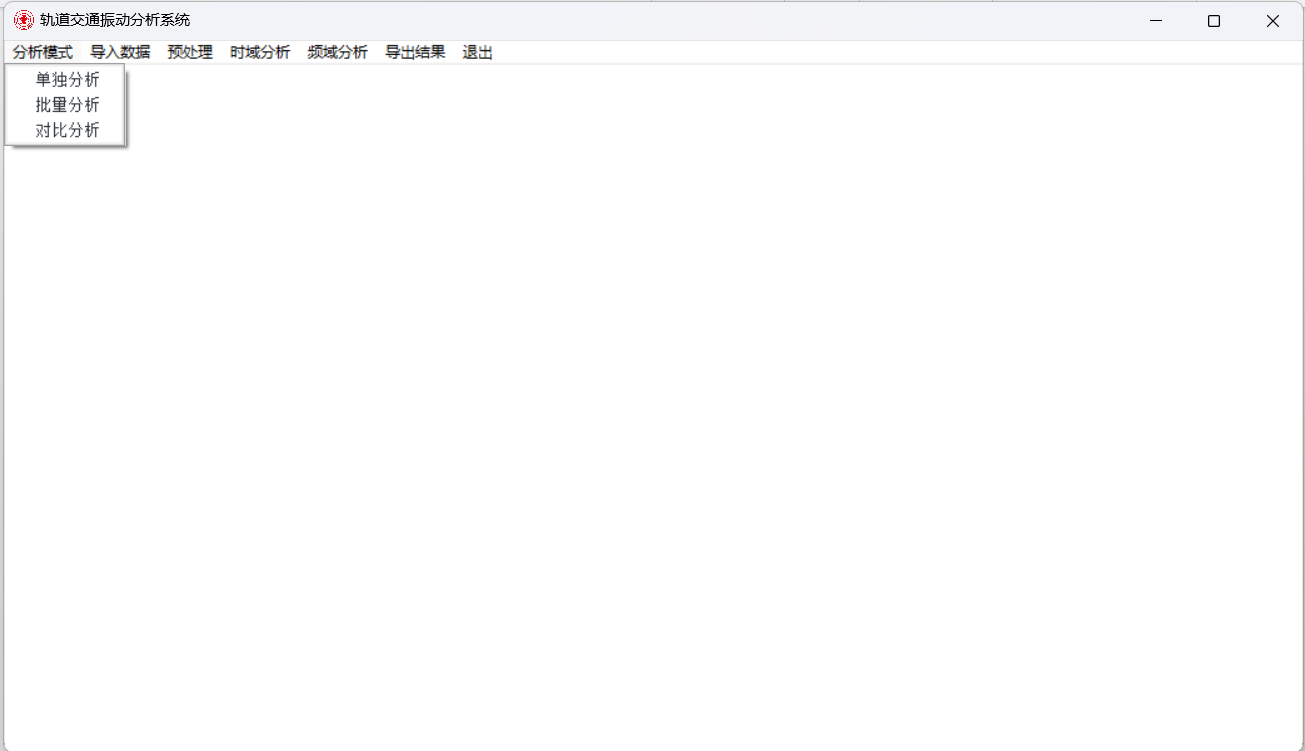 轨道交通振动分析系统
分析模式 导入数据 预处理 时域分析 频域分析 导出结果 退出
单独分析
批量分析
对比分析